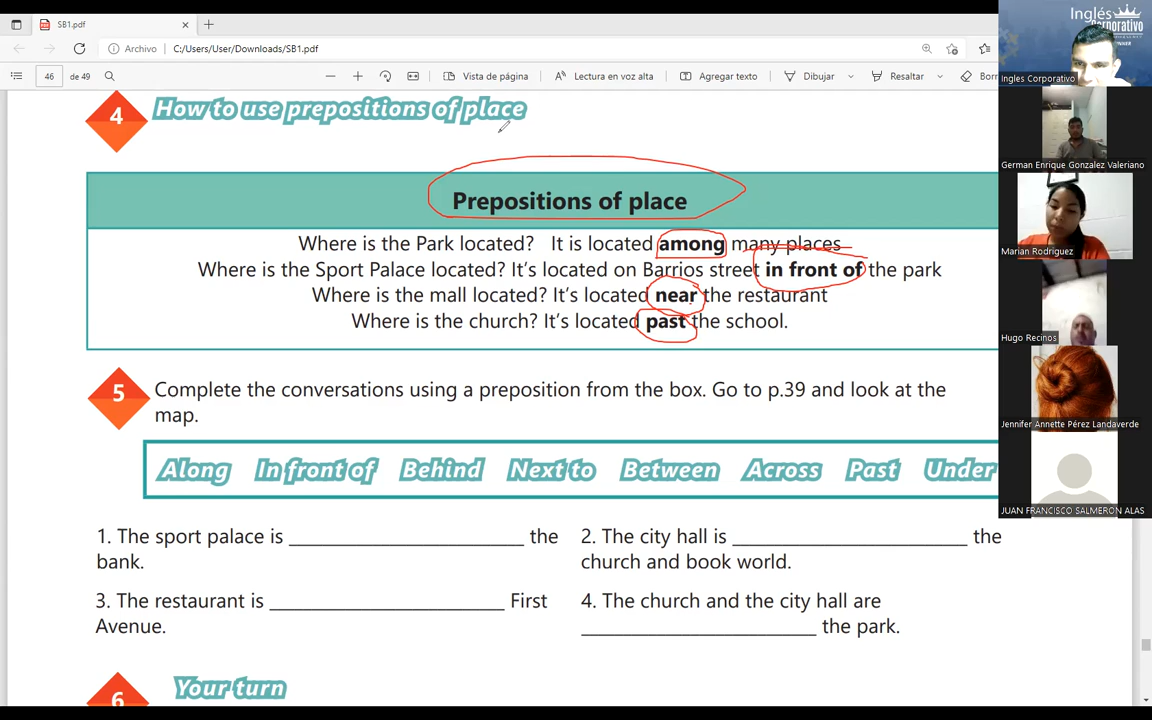 SB1.pdf
Archivo
C:/Users/User/Downloads/SB1.pdf
46
de 49
Vista de página
Lectura en voz alta
Agregar texto
Dibujar
Resaltar
Borr
4 How to use prepositions of place
Prepositions of place
Where is the Park located? It is located among many places
Where is the Sport Palace located? It's located on Barrios street in front of the park
Where is the mall located? It's located near the restaurant
Where is the church? It's located past the school.
5 Complete the conversations using a preposition from the box. Go to p.39 and look at the
map.
Along In front of Behind Next to Between Across Past Under
1. The sport palace is ________________________ the
bank.
2. The city hall is ________________________ the
church and book world.
3. The restaurant is ________________________ First
Avenue.
4. The church and the city hall are
________________________ the park.
6 Your turn
Inglés
Corporativo
Ingles Corporativo
German Enrique Gonzalez Valeriano
Marian Rodriguez
Hugo Recinos
Jennifer Annette Pérez Landaverde
JUAN FRANCISCO SALMERON ALAS